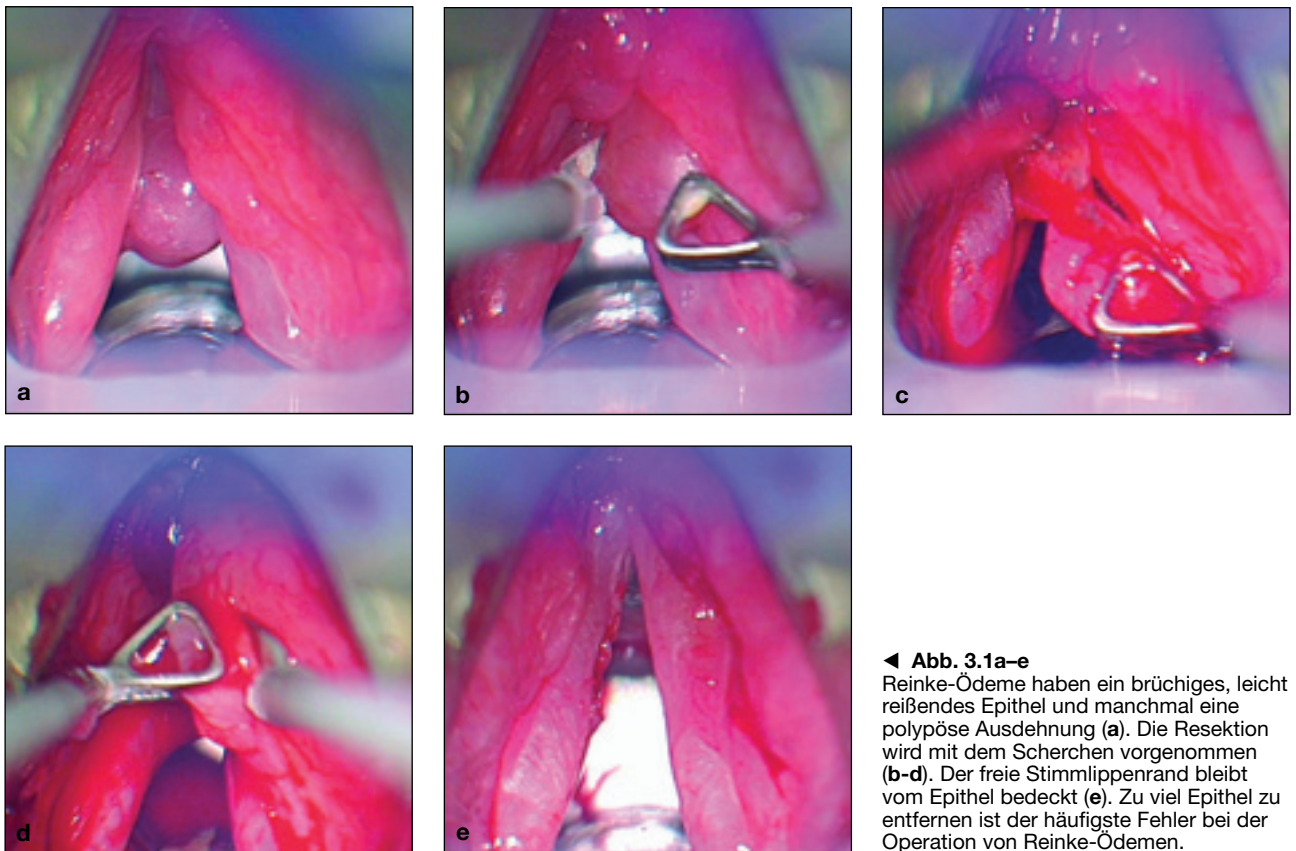 a
b
c
d
e
◄ Abb. 3.1a–e
Reinke-Ödeme haben ein brüchiges, leicht
reißendes Epithel und manchmal eine
polypöse Ausdehnung (a). Die Resektion
wird mit dem Scherchen vorgenommen
(b-d). Der freie Stimmlippenrand bleibt
vom Epithel bedeckt (e). Zu viel Epithel zu
entfernen ist der häufigste Fehler bei der
Operation von Reinke-Ödemen.